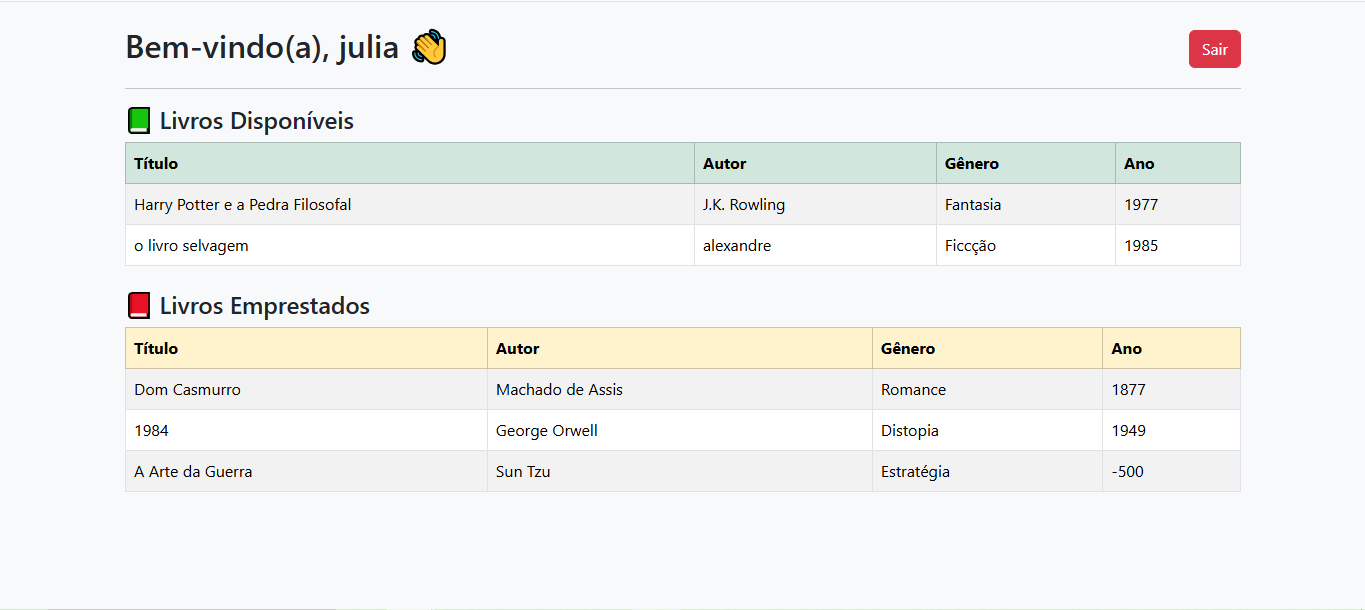 Bem-vindo(a), julia 👋
Sair
Livros Disponíveis
Título Autor Gênero Ano
Harry Potter e a Pedra Filosofal J.K. Rowling Fantasia 1977
o livro selvagem alexandre Ficcção 1985
Livros Emprestados
Título Autor Gênero Ano
Dom Casmurro Machado de Assis Romance 1877
1984 George Orwell Distopia 1949
A Arte da Guerra Sun Tzu Estratégia -500